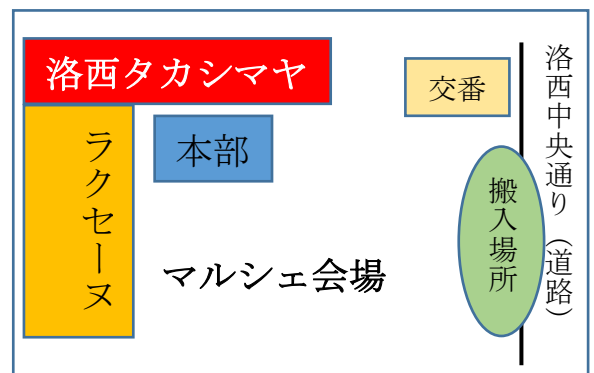 洛西タカシマヤ
交番
洛西中央通り（道路）
ラクセーヌ
本部
搬入場所
マルシェ会場